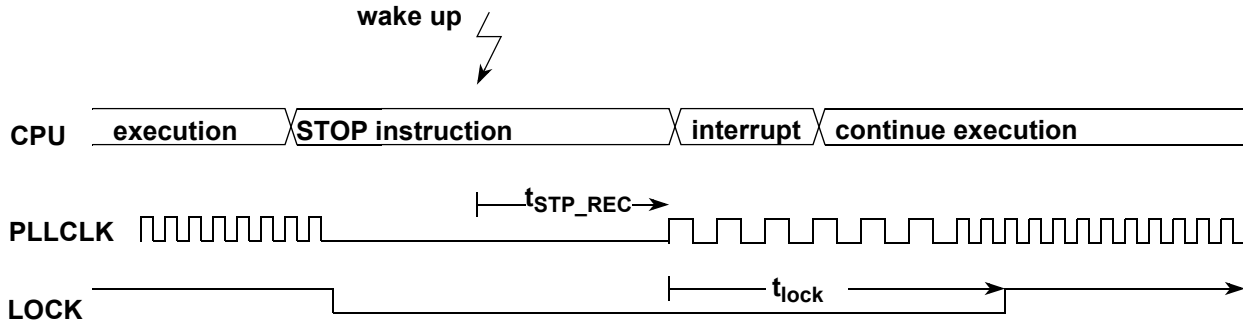 wake up
CPU execution STOP instruction interrupt continue execution
tSTP_REC
PLLCLK
tlock
LOCK